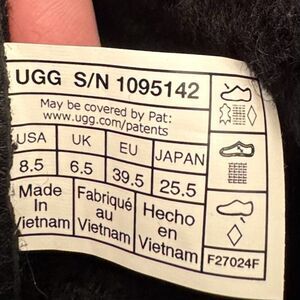 UGG S/N 1095142
May be covered by Pat:
www.ugg.com/patents
USA UK EU JAPAN
8.5 6.5 39.5 25.5
Made in Vietnam
Fabriqué au Vietnam
Hecho en Vietnam
F27024F